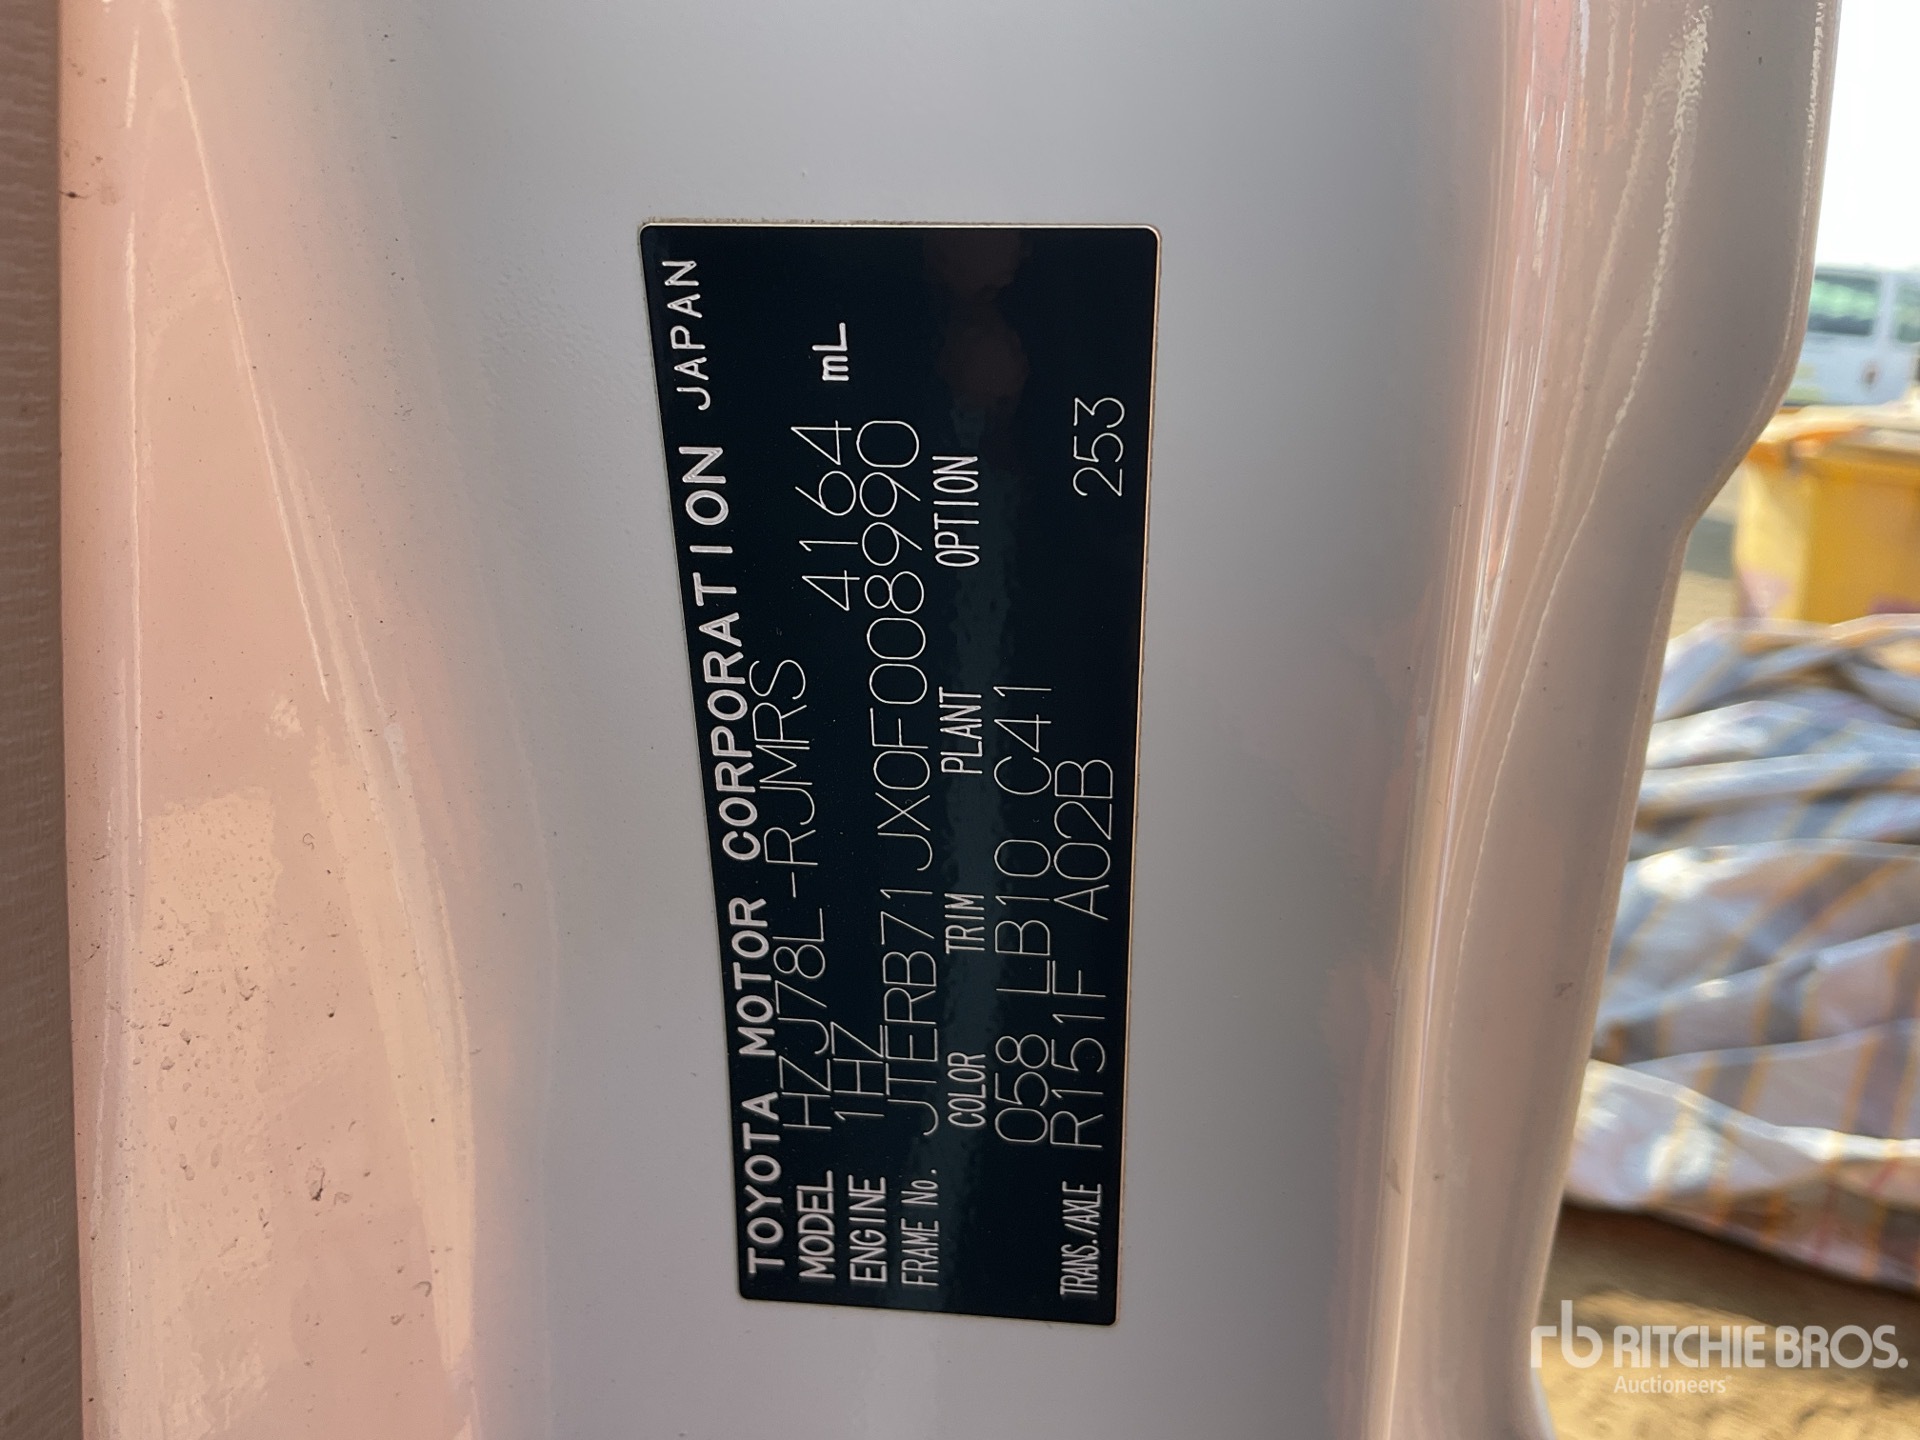 TOYOTA MOTOR CORPORATION JAPAN
MODEL HZJ78L-RJMRS
ENGINE 1HZ 4164 mL
FRAME No. JTERB71JX0F008990
COLOR TRIM PLANT OPTION
058 LB10 C41
TRANS./AXLE R151F A02B 253
rb RITCHIE BROS.
Auctioneers